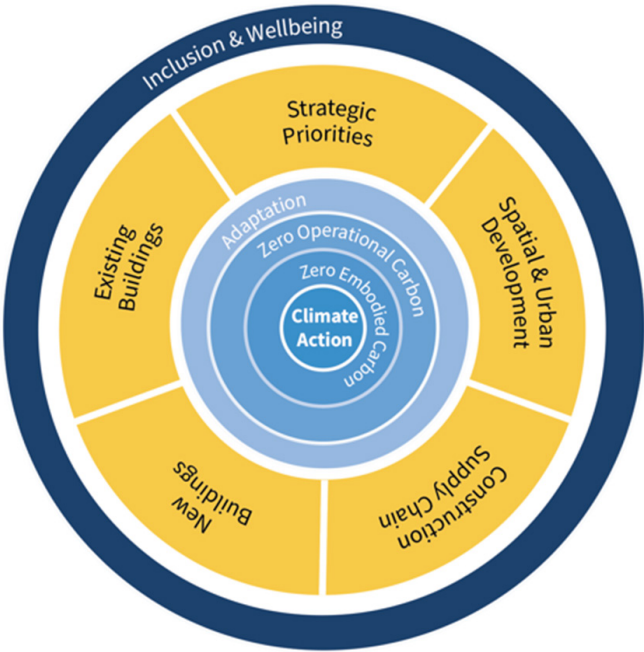 Inclusion & Wellbeing
Strategic
Priorities
Spatial & Urban
Development
Construction
Supply Chain
New
Buildings
Existing
Buildings
Adaptation
Zero Operational Carbon
Zero Embodied Carbon
Climate
Action